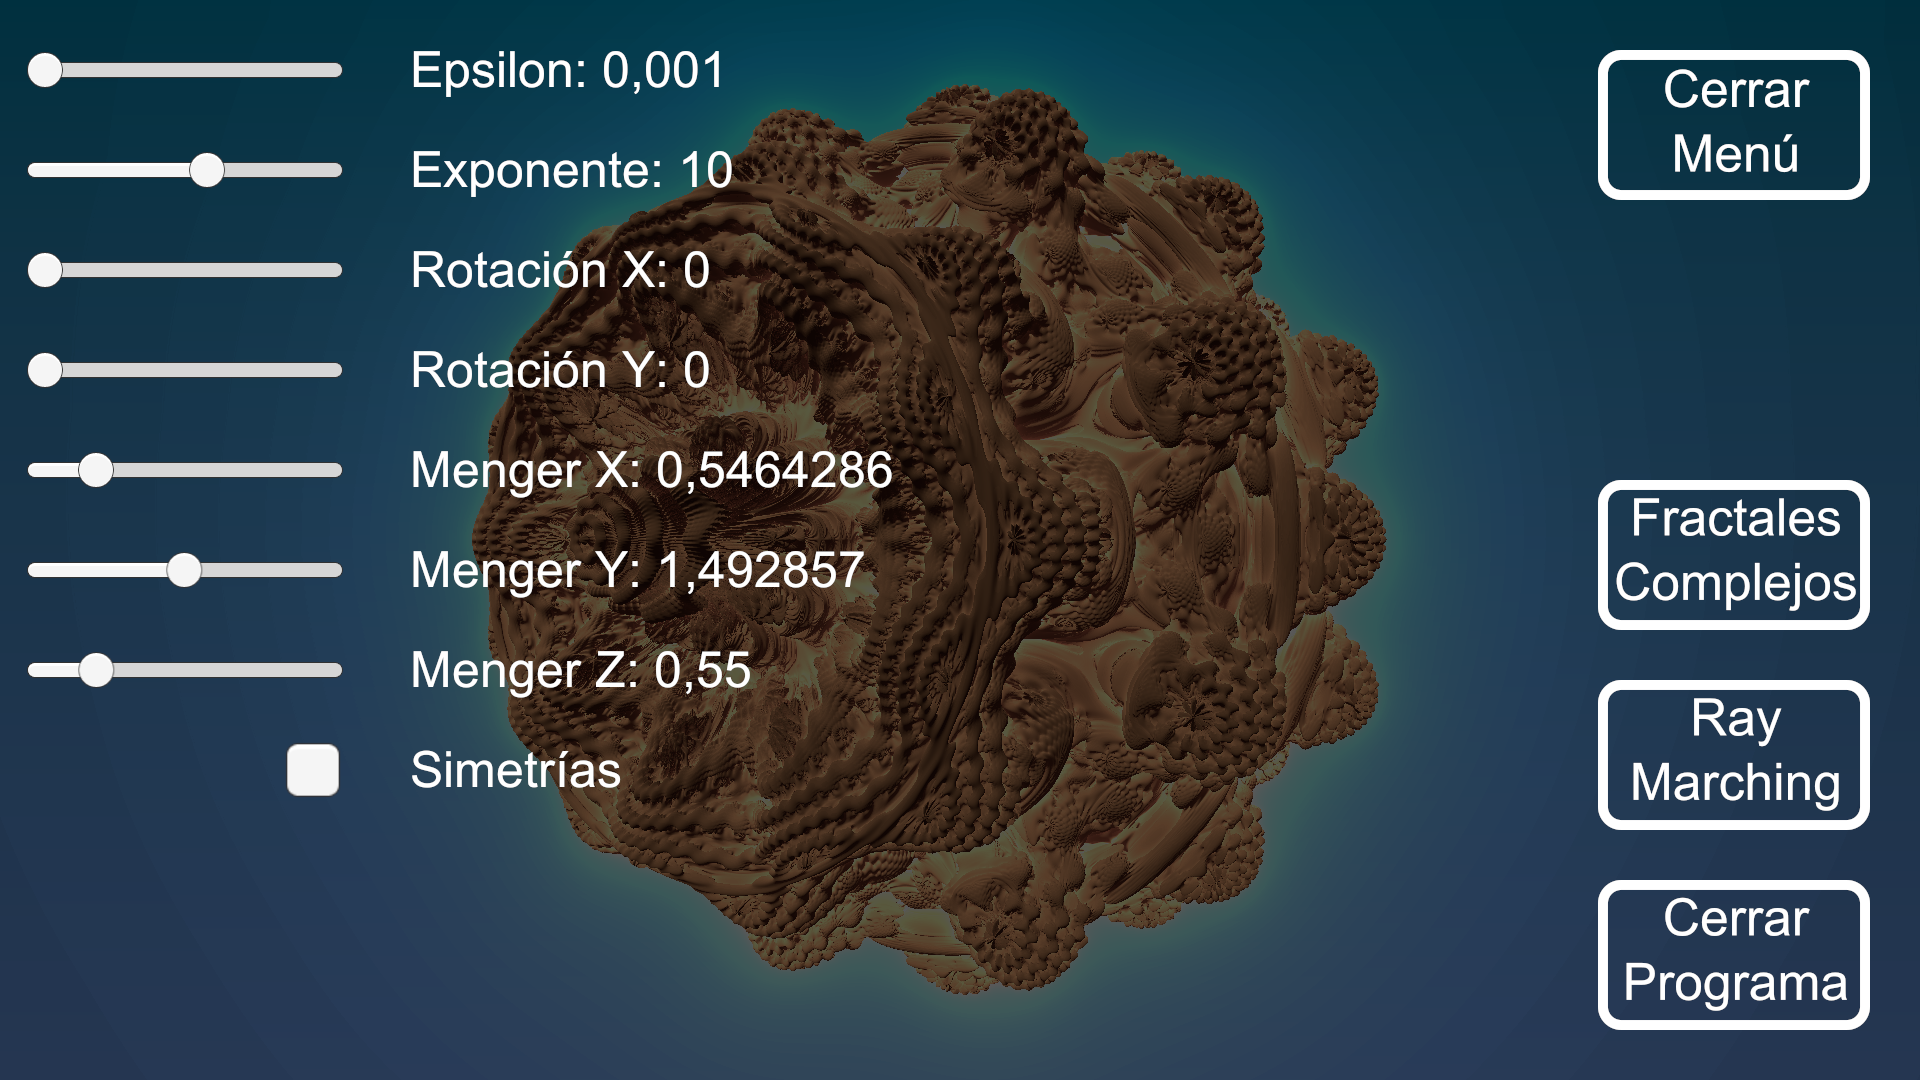 Epsilon: 0,001
Exponente: 10
Rotación X: 0
Rotación Y: 0
Menger X: 0,5464286
Menger Y: 1,492857
Menger Z: 0,55
Simetrías
Cerrar
Menú
Fractales
Complejos
Ray
Marching
Cerrar
Programa